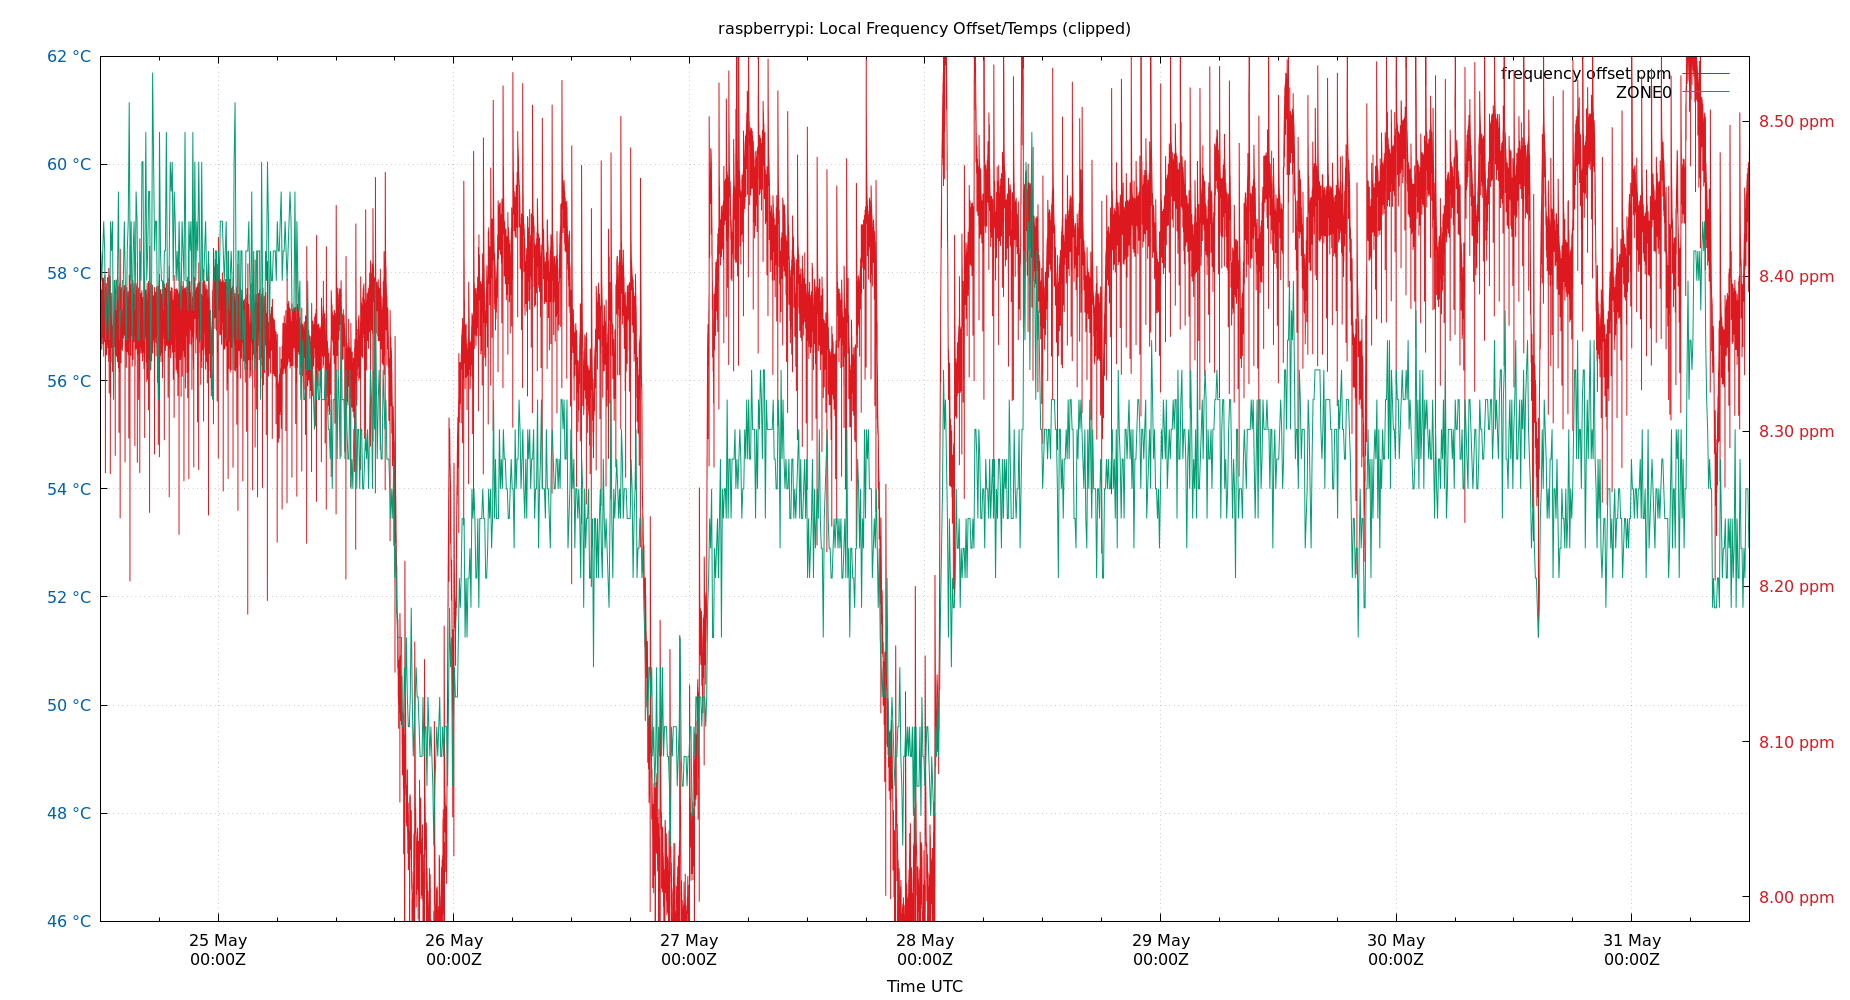 raspberrypi: Local Frequency Offset/Temps (clipped)
62 °C
60 °C
58 °C
56 °C
54 °C
52 °C
50 °C
48 °C
46 °C
frequency offset ppm
ZONE0
8.50 ppm
8.40 ppm
8.30 ppm
8.20 ppm
8.10 ppm
8.00 ppm
25 May
00:00Z
26 May
00:00Z
27 May
00:00Z
28 May
00:00Z
29 May
00:00Z
30 May
00:00Z
31 May
00:00Z
Time UTC